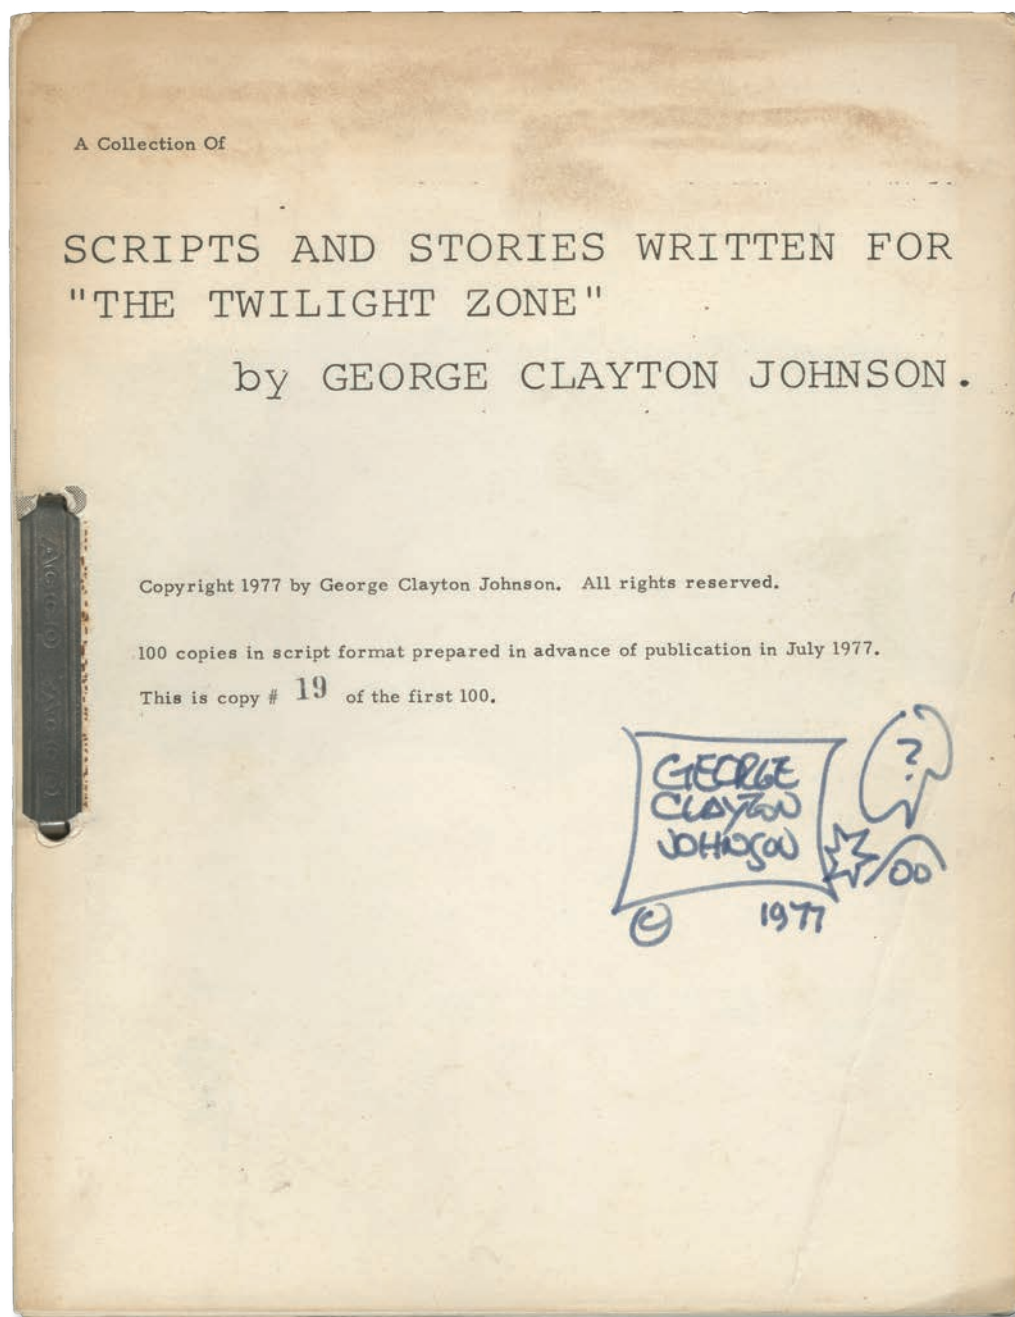 A Collection Of
SCRIPTS AND STORIES WRITTEN FOR
"THE TWILIGHT ZONE"
by GEORGE CLAYTON JOHNSON.
Copyright 1977 by George Clayton Johnson. All rights reserved.
100 copies in script format prepared in advance of publication in July 1977.
This is copy # 19 of the first 100.
?
GEORGE
CLAYTON
JOHNSON
© 1977